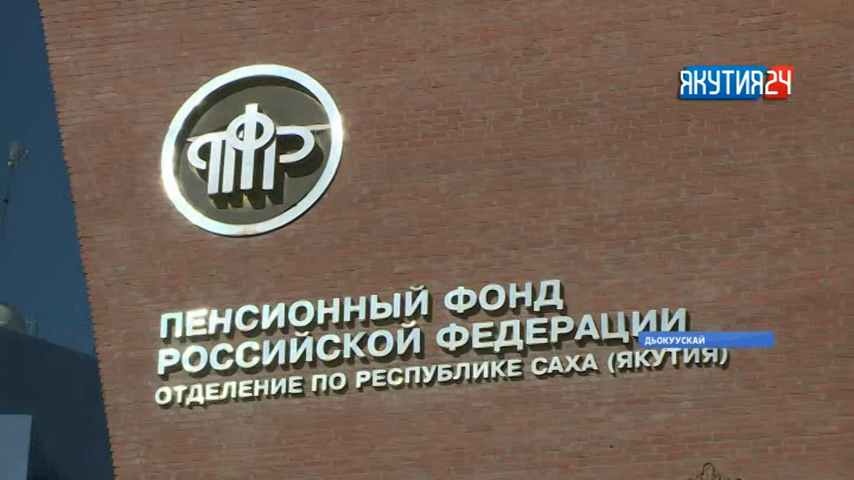 ЯКУТИЯ24
ПФР
ПЕНСИОННЫЙ ФОНД
РОССИЙСКОЙ ФЕДЕРАЦИИ
ДЬОКУУСКАЙ
ОТДЕЛЕНИЕ ПО РЕСПУБЛИКЕ САХА (ЯКУТИЯ)